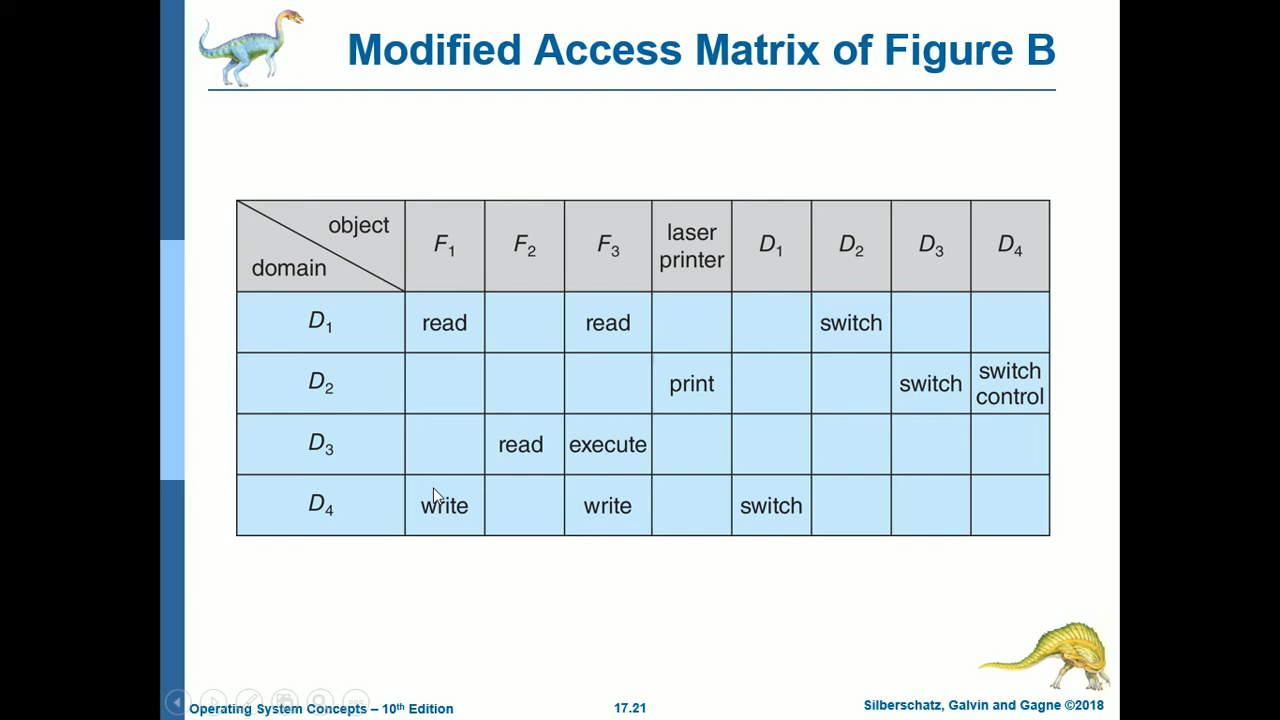 Modified Access Matrix of Figure B
object
domain
F1 F2 F3 laser printer D1 D2 D3 D4
D1 read read switch
D2 print switch switch control
D3 read execute
D4 write write switch
Operating System Concepts – 10th Edition
17.21
Silberschatz, Galvin and Gagne ©2018